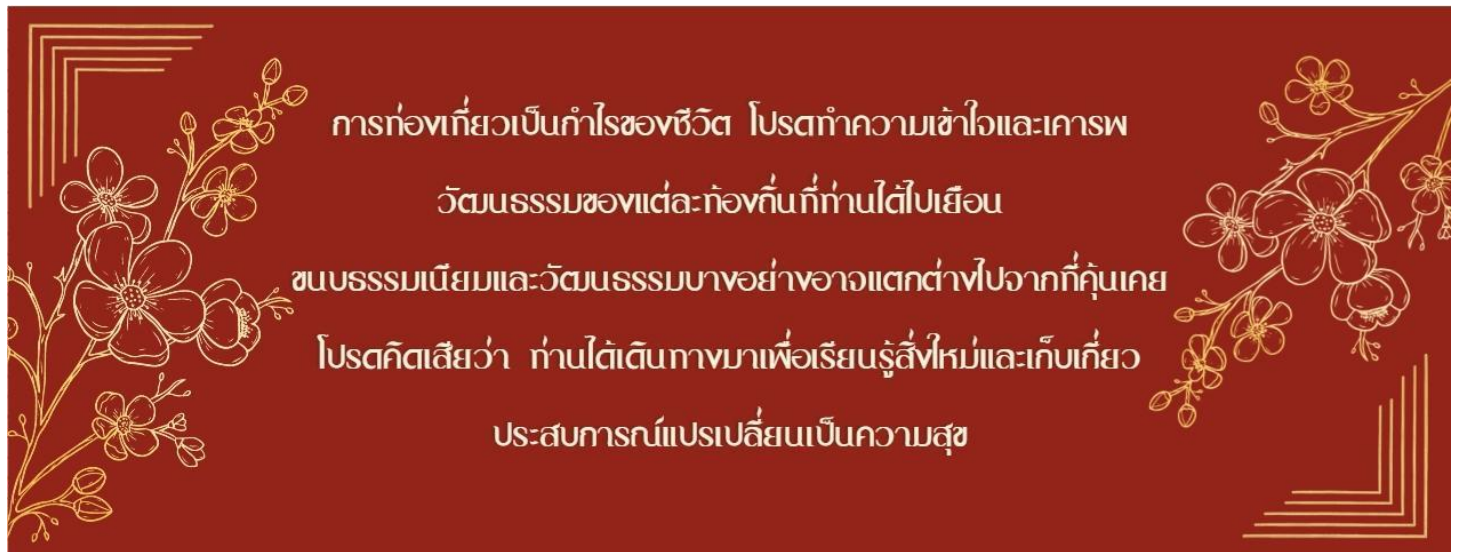 การท่องเที่ยวเป็นกำไรของชีวิต โปรดทำความเข้าใจและเคารพ
วัฒนธรรมของแต่ละท้องถิ่นที่ท่านได้ไปเยือน
ขนบธรรมเนียมและวัฒนธรรมบางอย่างอาจแตกต่างไปจากที่คุ้นเคย
โปรดคิดเสียว่า ท่านได้เดินทางมาเพื่อเรียนรู้สิ่งใหม่และเก็บเกี่ยว
ประสบการณ์แปรเปลี่ยนเป็นความสุข